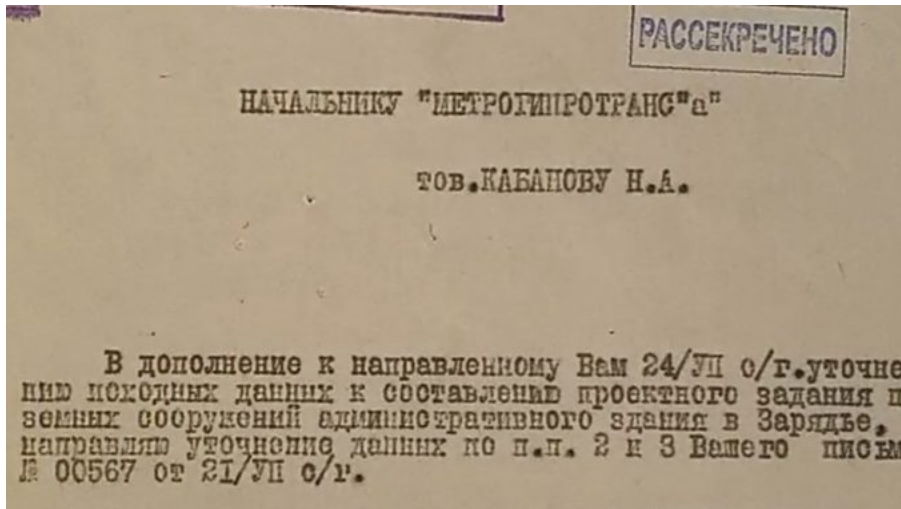 РАССЕКРЕЧЕНО
НАЧАЛЬНИКУ "МЕТРОГИПРОТРАНС"а"
тов.КАБАНОВУ Н.А.
В дополнение к направленному Вам 24/УП с/г.уточне
нию исходных данных к составлению проектного задания п
земных сооружений административного здания в Зарядье,
направляю уточнение данных по п.п. 2 и 3 Вашего письм
№ 00567 от 21/УП с/г.